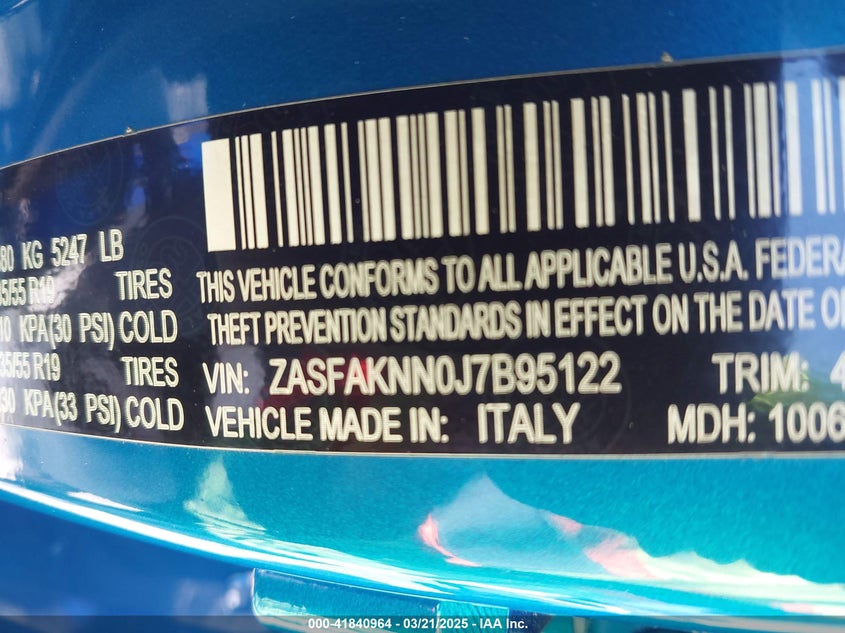 80 KG 5247 LB
5/55 R19 TIRES
KPA(30 PSI) COLD
35/55 R19 TIRES
KPA(33 PSI) COLD
THIS VEHICLE CONFORMS TO ALL APPLICABLE U.S.A. FEDERA
THEFT PREVENTION STANDARDS IN EFFECT ON THE DATE O
VIN: ZASFAKNN0J7B95122 TRIM: 4
VEHICLE MADE IN: ITALY MDH: 1006
000-41840964 — 03/21/2025 — IAA Inc.